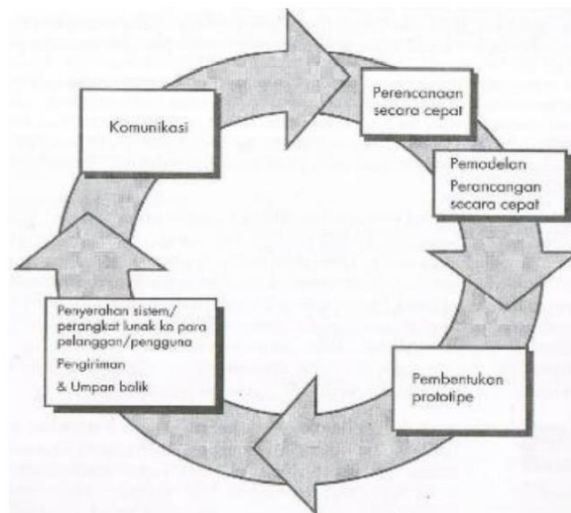 Komunikasi
Perencanaan
secara cepat
Pemodelan
Perancangan
secara cepat
Pembentukan
prototipe
Penyerahan sistem/
perangkat lunak ka para
pelanggan/pengguna
Pengiriman
& Umpan balik